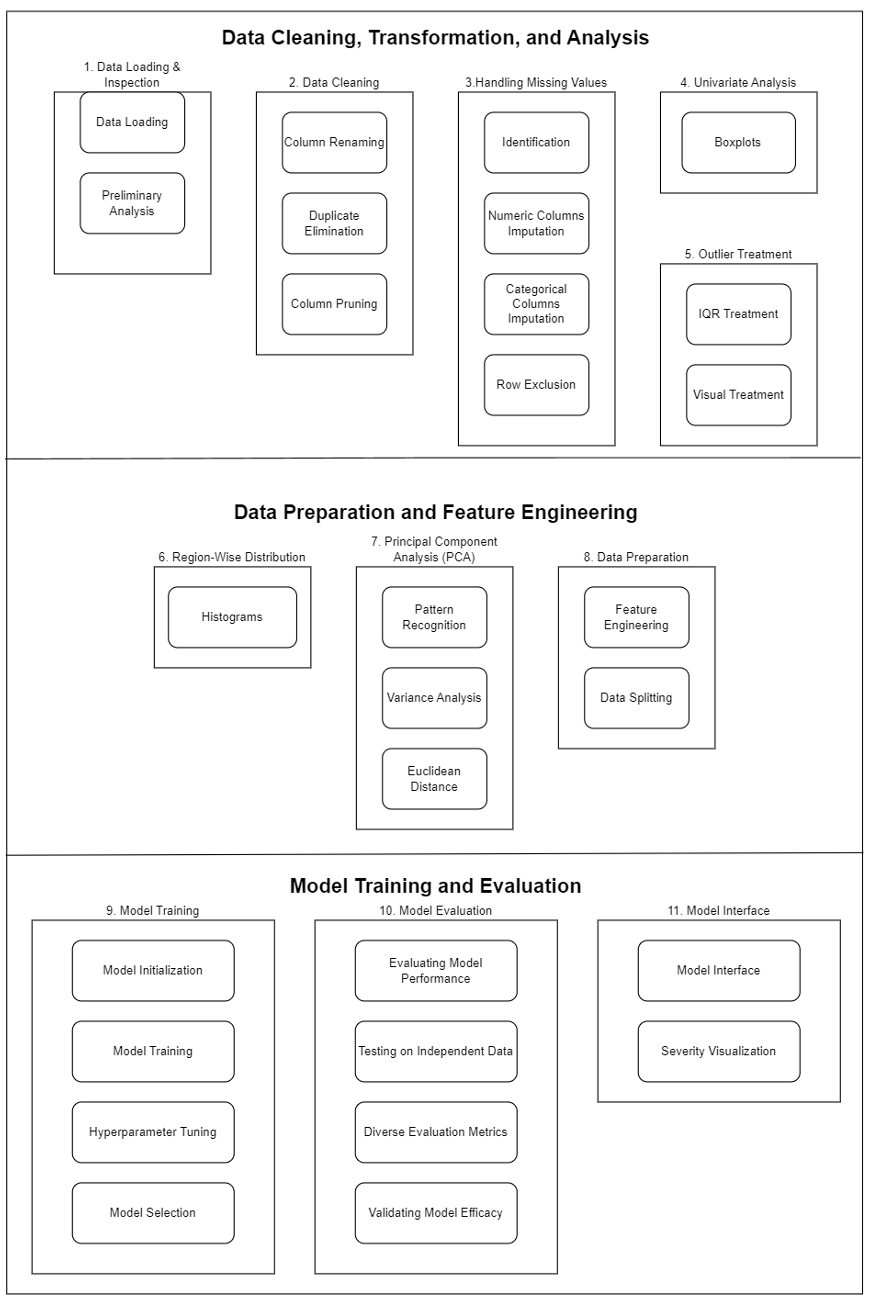 Data Cleaning, Transformation, and Analysis
1. Data Loading &
Inspection
Data Loading
Preliminary
Analysis
2. Data Cleaning
Column Renaming
Duplicate
Elimination
Column Pruning
3.Handling Missing Values
Identification
Numeric Columns
Imputation
Categorical
Columns
Imputation
Row Exclusion
4. Univariate Analysis
Boxplots
5. Outlier Treatment
IQR Treatment
Visual Treatment
Data Preparation and Feature Engineering
6. Region-Wise Distribution
Histograms
7. Principal Component
Analysis (PCA)
Pattern
Recognition
Variance Analysis
Euclidean
Distance
8. Data Preparation
Feature
Engineering
Data Splitting
Model Training and Evaluation
9. Model Training
Model Initialization
Model Training
Hyperparameter Tuning
Model Selection
10. Model Evaluation
Evaluating Model
Performance
Testing on Independent Data
Diverse Evaluation Metrics
Validating Model Efficacy
11. Model Interface
Model Interface
Severity Visualization